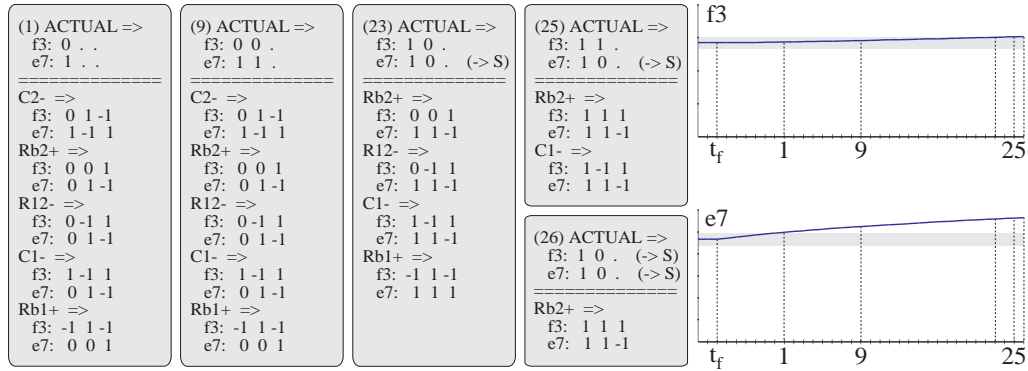 (1) ACTUAL =>
f3: 0 . .
e7: 1 . .
==============
C2- =>
f3: 0 1 -1
e7: 1 -1 1
Rb2+ =>
f3: 0 0 1
e7: 0 1 -1
R12- =>
f3: 0 -1 1
e7: 0 1 -1
C1- =>
f3: 1 -1 1
e7: 0 1 -1
Rb1+ =>
f3: -1 1 -1
e7: 0 0 1
(9) ACTUAL =>
f3: 0 0 .
e7: 1 1 .
==============
C2- =>
f3: 0 1 -1
e7: 1 -1 1
Rb2+ =>
f3: 0 0 1
e7: 0 1 -1
R12- =>
f3: 0 -1 1
e7: 0 1 -1
C1- =>
f3: 1 -1 1
e7: 0 1 -1
Rb1+ =>
f3: -1 1 -1
e7: 0 0 1
(23) ACTUAL =>
f3: 1 0 .
e7: 1 0 . (-> S)
==============
Rb2+ =>
f3: 0 0 1
e7: 1 1 -1
R12- =>
f3: 0 -1 1
e7: 1 1 -1
C1- =>
f3: 1 -1 1
e7: 1 1 -1
Rb1+ =>
f3: -1 1 -1
e7: 1 1 1
(25) ACTUAL =>
f3: 1 1 .
e7: 1 0 . (-> S)
==============
Rb2+ =>
f3: 1 1 1
e7: 1 1 -1
C1- =>
f3: 1 -1 1
e7: 1 1 -1
(26) ACTUAL =>
f3: 1 0 . (-> S)
e7: 1 0 . (-> S)
==============
Rb2+ =>
f3: 1 1 1
e7: 1 1 -1
f3
tf 1 9 25
e7
tf 1 9 25